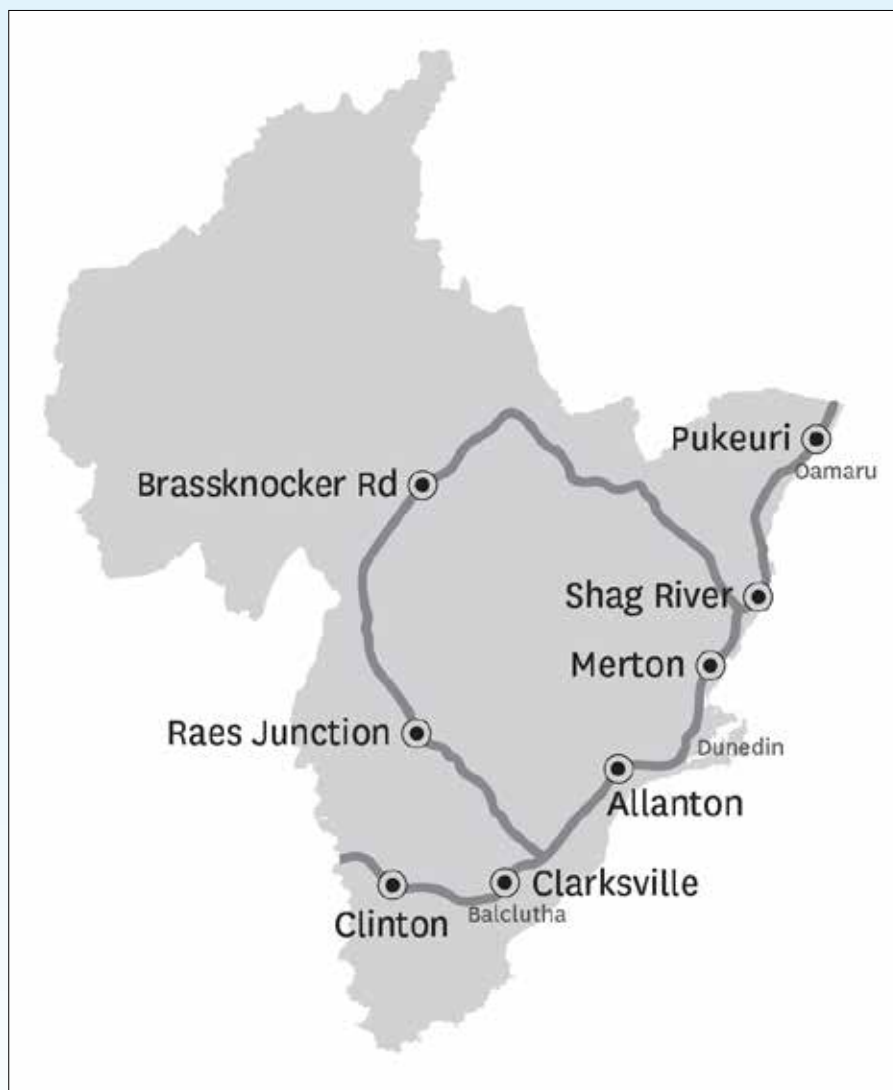 Pukeuri
Oamaru
Brassknocker Rd
Shag River
Merton
Raes Junction
Dunedin
Allanton
Clarksville
Balclutha
Clinton